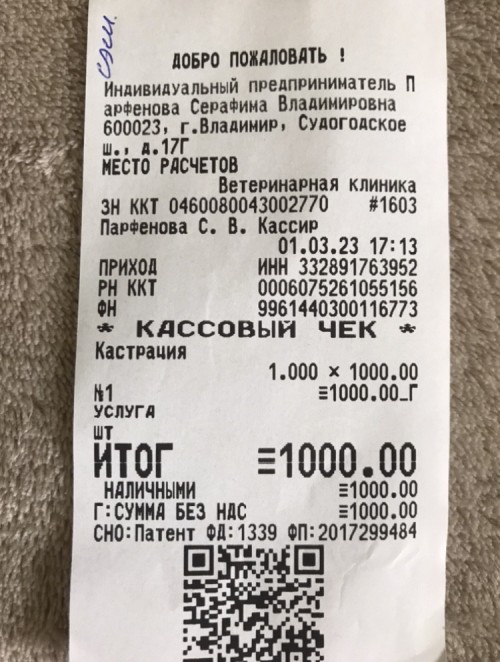 ДОБРО ПОЖАЛОВАТЬ !
Индивидуальный предприниматель П
арфенова Серафима Владимировна
600023, г.Владимир, Судогодское
ш., д.17Г
МЕСТО РАСЧЕТОВ
Ветеринарная клиника
ЗН ККТ 0460080043002770 #1603
Парфенова С. В. Кассир
01.03.23 17:13
ПРИХОД ИНН 332891763952
РН ККТ 0006075261055156
ФН 9961440300116773
* КАССОВЫЙ ЧЕК *
Кастрация
1.000 × 1000.00
№1 ≡1000.00_Г
УСЛУГА
ШТ
ИТОГ ≡1000.00
НАЛИЧНЫМИ ≡1000.00
Г:СУММА БЕЗ НДС ≡1000.00
СНО:Патент ФД:1339 ФП:2017299484